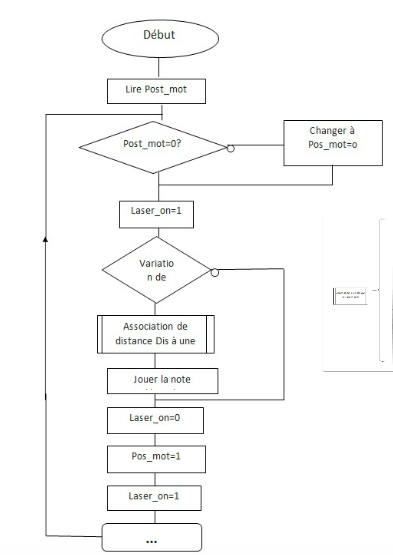 Début
Lire Post_mot
Post_mot=0?
Changer à
Pos_mot=o
Laser_on=1
Variatio
n de
Association de
distance Dis à une
Jouer la note
Laser_on=0
Pos_mot=1
Laser_on=1
...